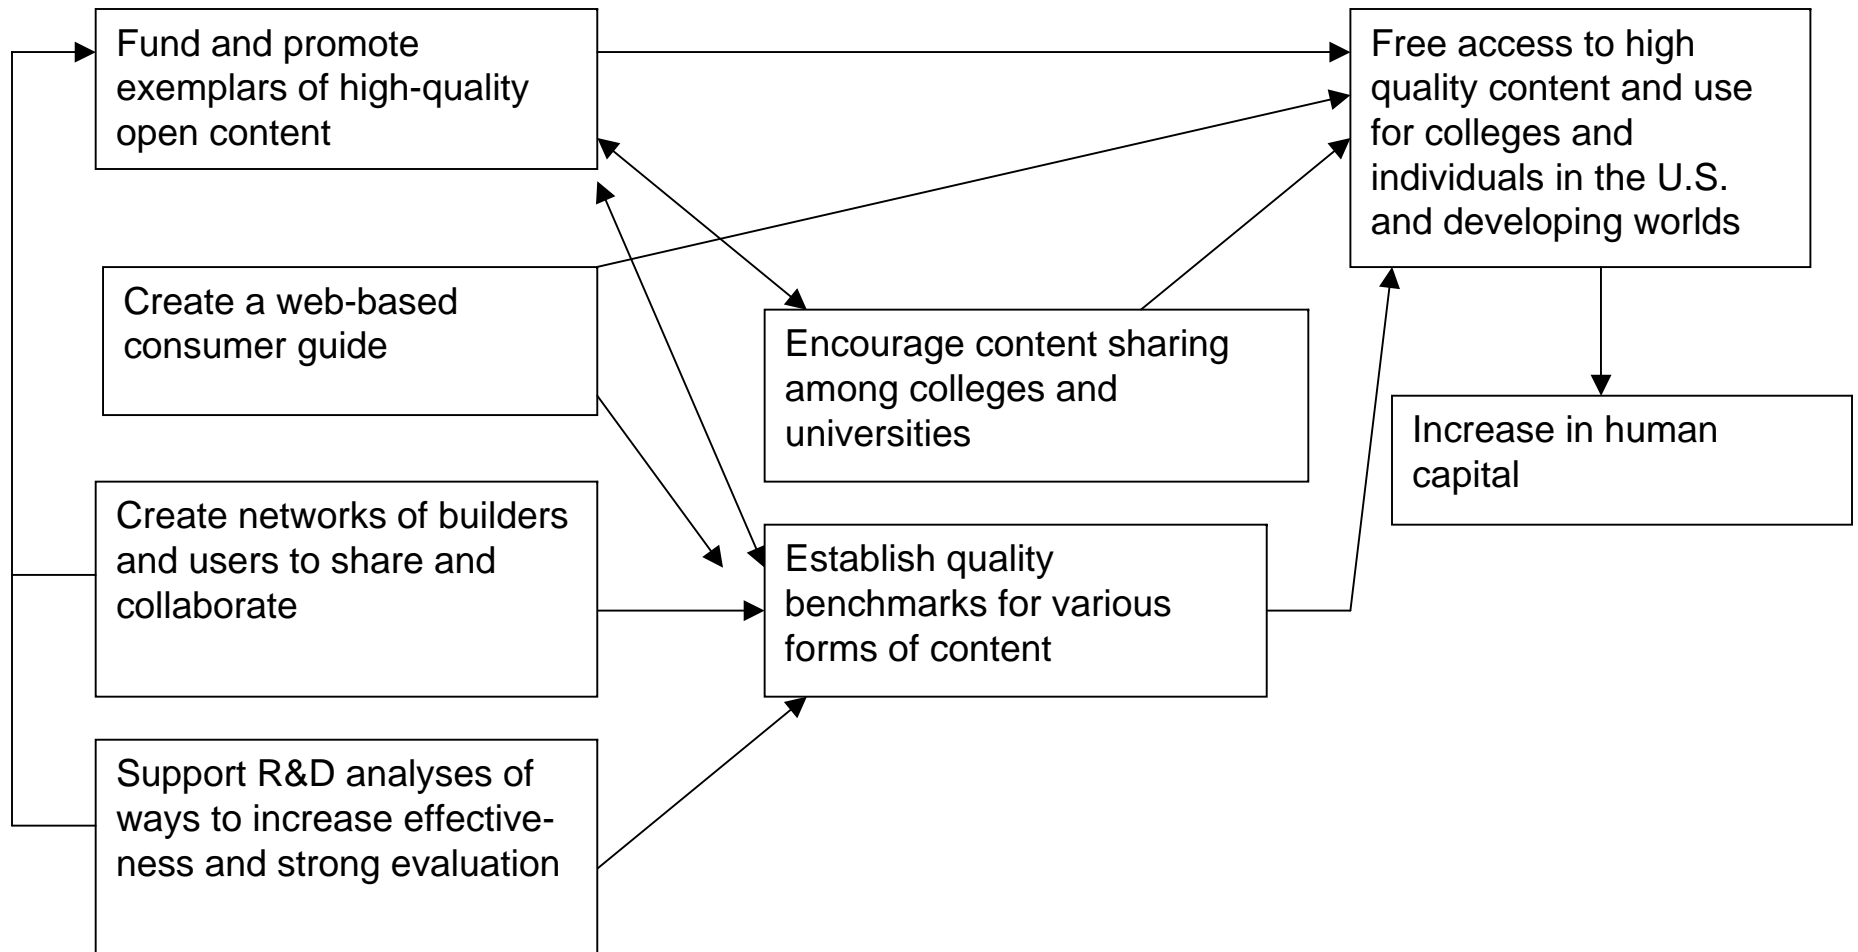 Fund and promote
exemplars of high-quality
open content
Free access to high
quality content and use
for colleges and
individuals in the U.S.
and developing worlds
Create a web-based
consumer guide
Encourage content sharing
among colleges and
universities
Increase in human
capital
Create networks of builders
and users to share and
collaborate
Establish quality
benchmarks for various
forms of content
Support R&D analyses of
ways to increase effective-
ness and strong evaluation